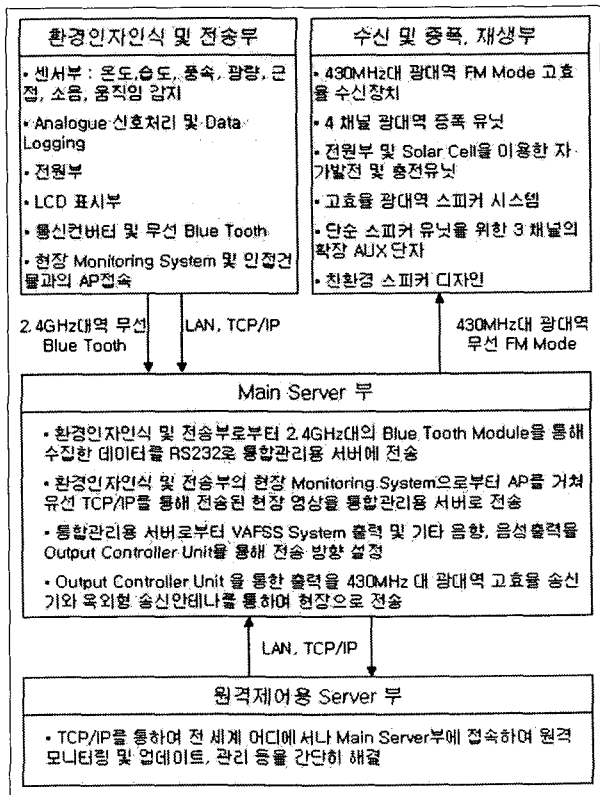 환경인자인식 및 전송부
• 센서부 : 온도,습도, 풍속, 광량, 근
접, 소음, 움직임 감지
• Analogue 신호처리 및 Data
Logging
• 전원부
• LCD 표시부
• 통신컨버터 및 무선 Blue Tooth
• 현장 Monitoring System 및 인접건
물과의 AP접속
수신 및 증폭, 재생부
• 430MHz대 광대역 FM Mode 고효
율 수신장치
• 4 채널 광대역 증폭 유닛
• 전원부 및 Solar Cell을 이용한 자
가발전 및 충전유닛
• 고효율 광대역 스피커 시스템
• 단순 스피커 유닛을 위한 3 채널의
확장 AUX 단자
• 친환경 스피커 디자인
2.4GHz대역 무선
Blue Tooth
LAN, TCP/IP
430MHz대 광대역
무선 FM Mode
Main Server 부
• 환경인자인식 및 전송부로부터 2.4GHz대의 Blue Tooth Module을 통해
수집한 데이터를 RS232로 통합관리용 서버에 전송
• 환경인자인식 및 전송부의 현장 Monitoring System으로부터 AP를 거쳐
유선 TCP/IP를 통해 전송된 현장 영상을 통합관리용 서버로 전송
• 통합관리용 서버로부터 VAFSS System 출력 및 기타 음향, 음성출력을
Output Controller Unit을 통해 전송 방향 설정
• Output Controller Unit 을 통한 출력을 430MHz 대 광대역 고효율 송신
기와 옥외형 송신안테나를 통하여 현장으로 전송
LAN, TCP/IP
원격제어용 Server 부
• TCP/IP를 통하여 전 세계 어디에서나 Main Server부에 접속하여 원격
모니터링 및 업데이트, 관리 등을 간단히 해결